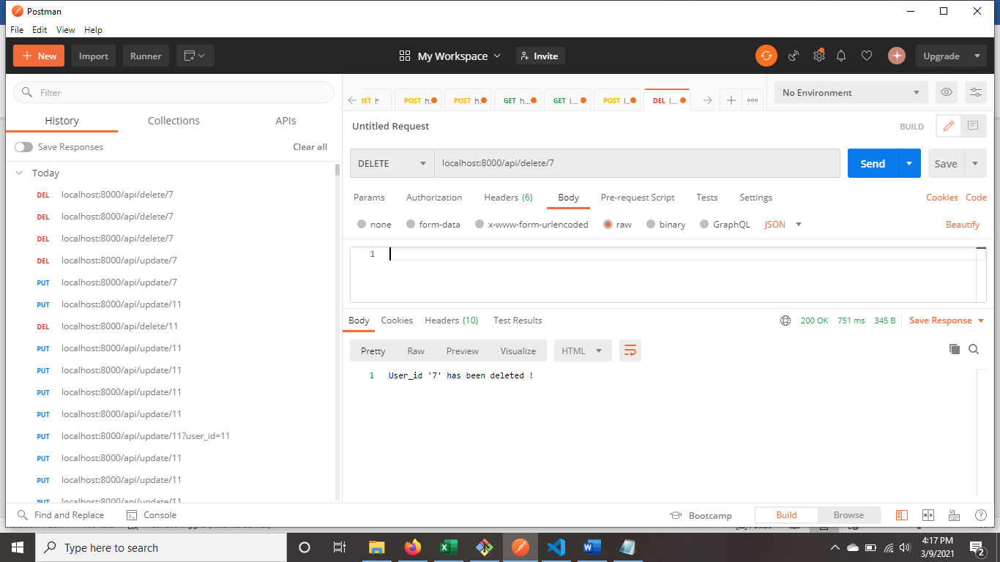 Postman
File Edit View Help
New Import Runner My Workspace Invite Upgrade
Filter
History Collections APIs
Save Responses Clear all
Today
DEL localhost:8000/api/delete/7
DEL localhost:8000/api/delete/7
DEL localhost:8000/api/delete/7
DEL localhost:8000/api/update/7
PUT localhost:8000/api/update/7
PUT localhost:8000/api/update/11
DEL localhost:8000/api/delete/11
PUT localhost:8000/api/update/11
PUT localhost:8000/api/update/11
PUT localhost:8000/api/update/11
PUT localhost:8000/api/update/11
PUT localhost:8000/api/update/11?user_id=11
PUT localhost:8000/api/update/11
PUT localhost:8000/api/update/11
PUT localhost:8000/api/update/11
POST h.. POST h.. GET h.. GET l... POST l... DEL l...
No Environment
Untitled Request BUILD
DELETE localhost:8000/api/delete/7 Send Save
Params Authorization Headers (6) Body Pre-request Script Tests Settings Cookies Code
none form-data x-www-form-urlencoded raw binary GraphQL JSON Beautify
1
Body Cookies Headers (10) Test Results 200 OK 751 ms 345 B Save Response
Pretty Raw Preview Visualize HTML
1 User_id '7' has been deleted !
Find and Replace Console Bootcamp Build Browse
Type here to search
4:17 PM
3/9/2021
2